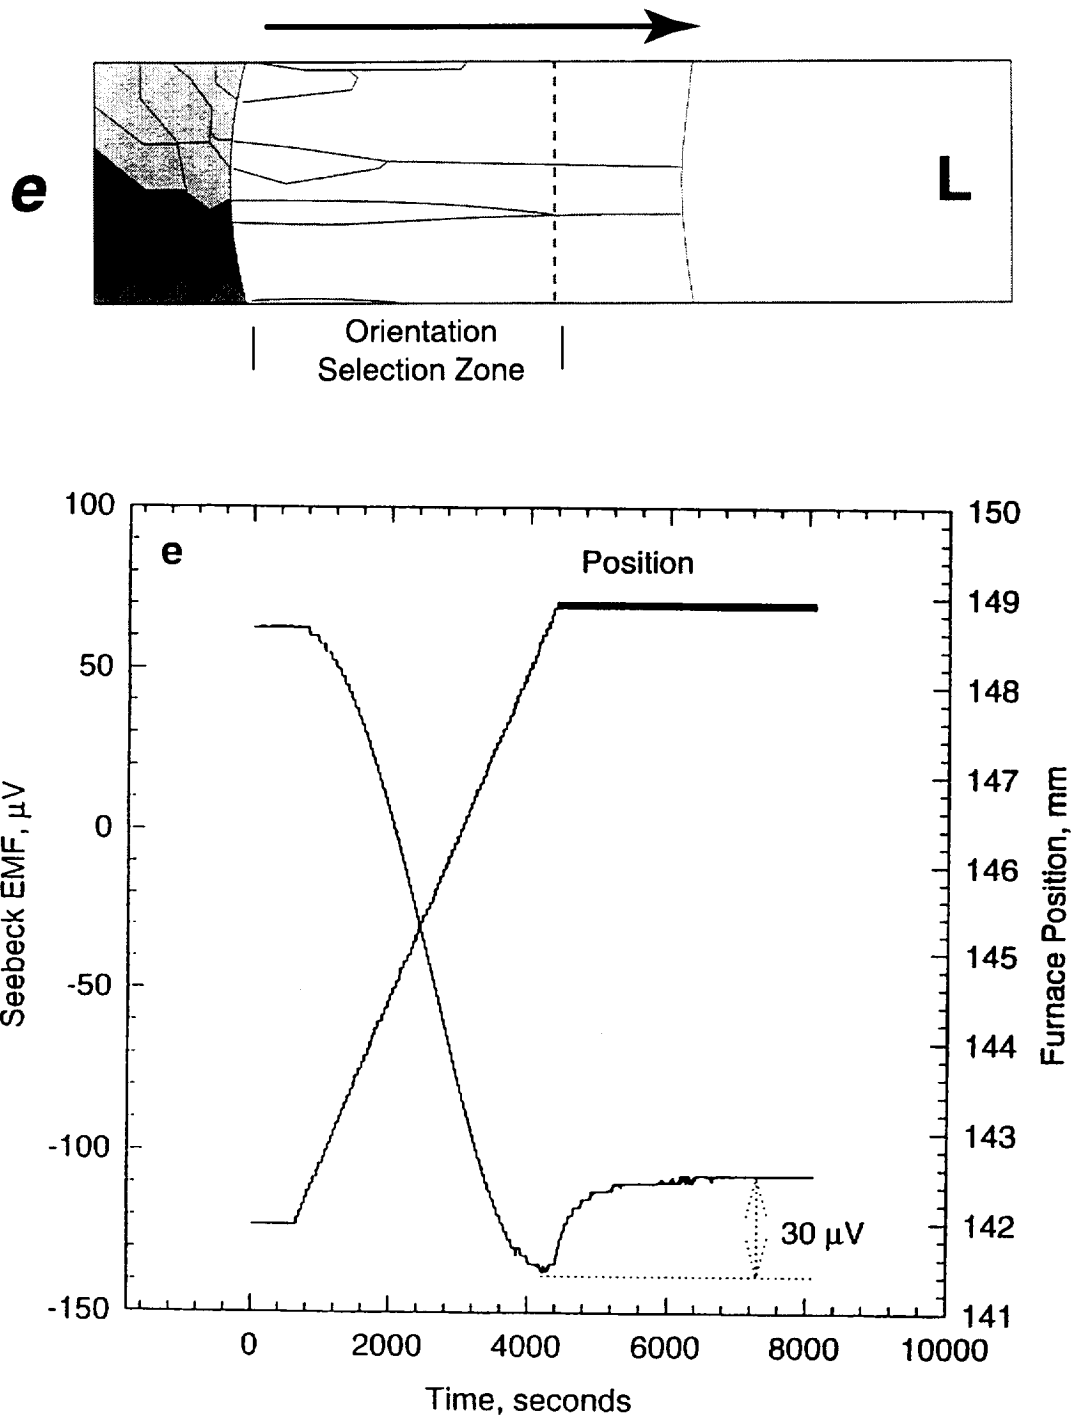 e
L
Orientation
Selection Zone
100
50
0
-50
-100
-150
Seebeck EMF, μV
e
Position
30 μV
150
149
148
147
146
145
144
143
142
141
Furnace Position, mm
0 2000 4000 6000 8000 10000
Time, seconds